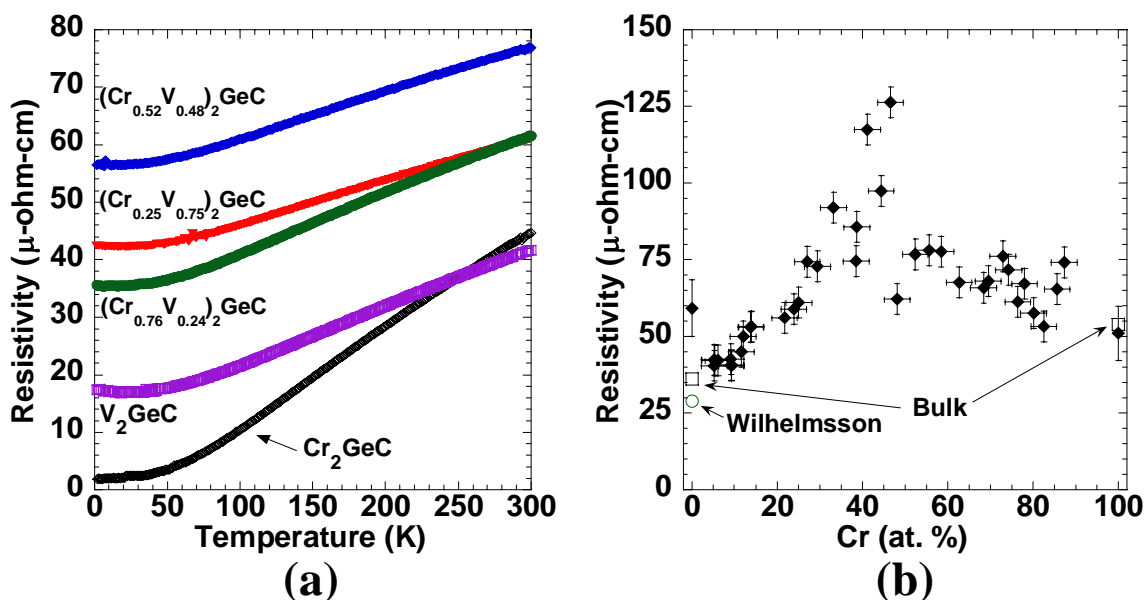 80
70
60
50
40
30
20
10
0
Resistivity (μ-ohm-cm)
(Cr0.52V0.48)2GeC
(Cr0.25V0.75)2GeC
(Cr0.76V0.24)2GeC
V2GeC
Cr2GeC
0 50 100 150 200 250 300
Temperature (K)
(a)
150
125
100
75
50
25
0
Resistivity (μ-ohm-cm)
Bulk
Wilhelmsson
0 20 40 60 80 100
Cr (at. %)
(b)